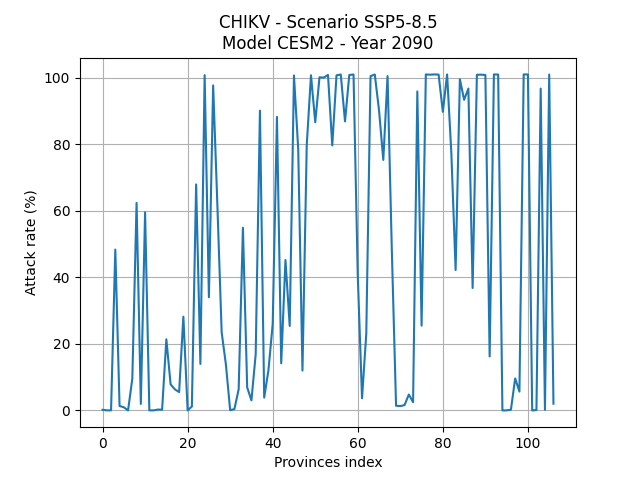 CHIKV - Scenario SSP5-8.5
Model CESM2 - Year 2090
Attack rate (%)
100
80
60
40
20
0
0 20 40 60 80 100
Provinces index